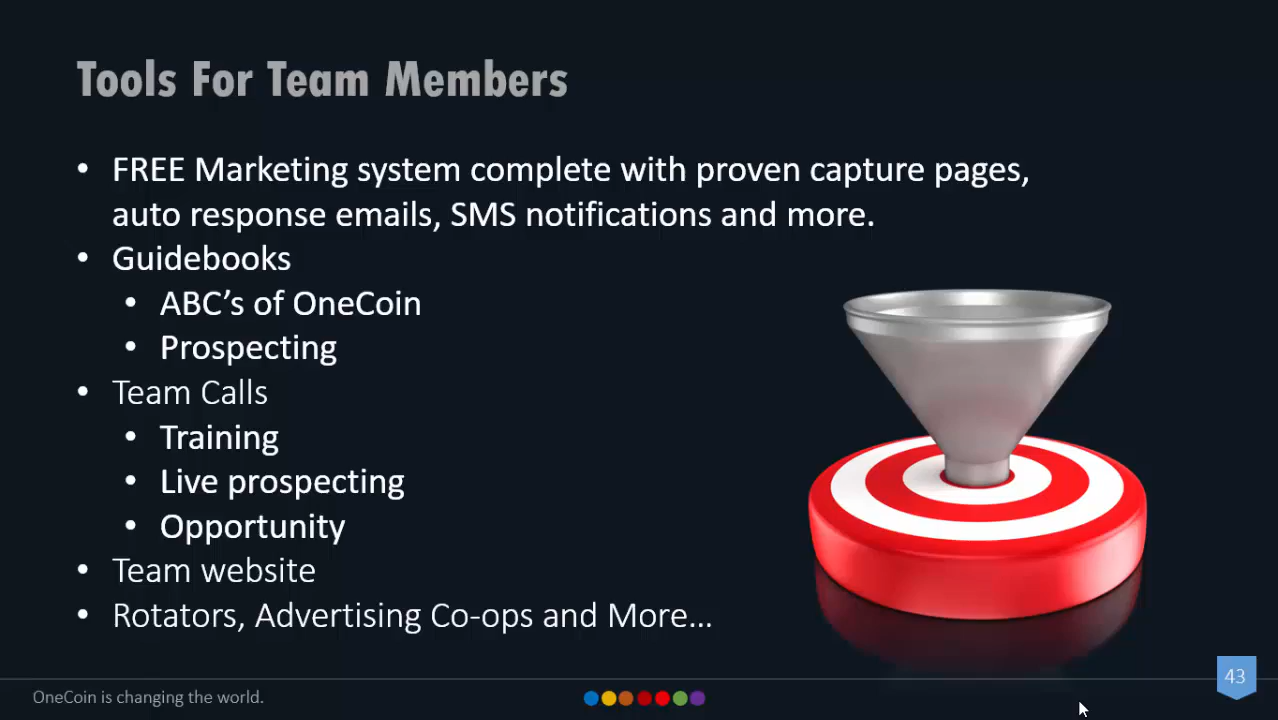 Tools For Team Members
• FREE Marketing system complete with proven capture pages,
auto response emails, SMS notifications and more.
• Guidebooks
• ABC’s of OneCoin
• Prospecting
• Team Calls
• Training
• Live prospecting
• Opportunity
• Team website
• Rotators, Advertising Co-ops and More…
OneCoin is changing the world.
43